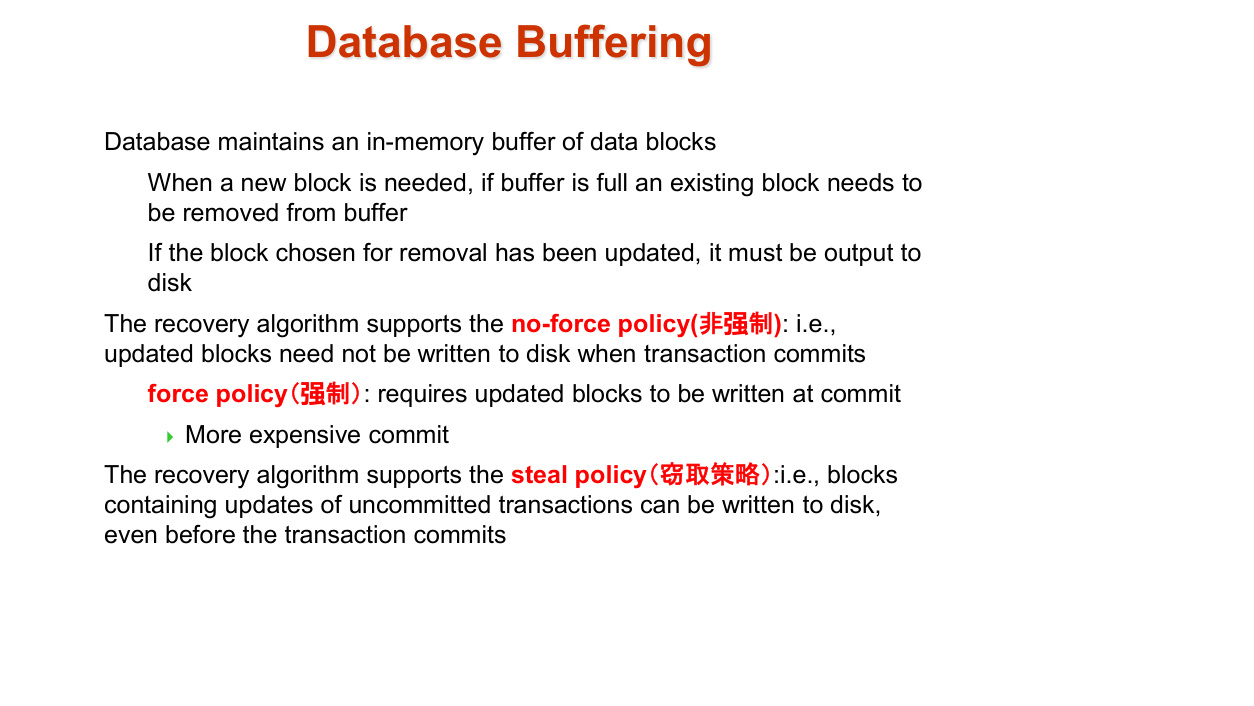 Database Buffering
Database maintains an in-memory buffer of data blocks
When a new block is needed, if buffer is full an existing block needs to
be removed from buffer
If the block chosen for removal has been updated, it must be output to
disk
The recovery algorithm supports the no-force policy(非强制): i.e.,
updated blocks need not be written to disk when transaction commits
force policy（强制）: requires updated blocks to be written at commit
More expensive commit
The recovery algorithm supports the steal policy（窃取策略）:i.e., blocks
containing updates of uncommitted transactions can be written to disk,
even before the transaction commits